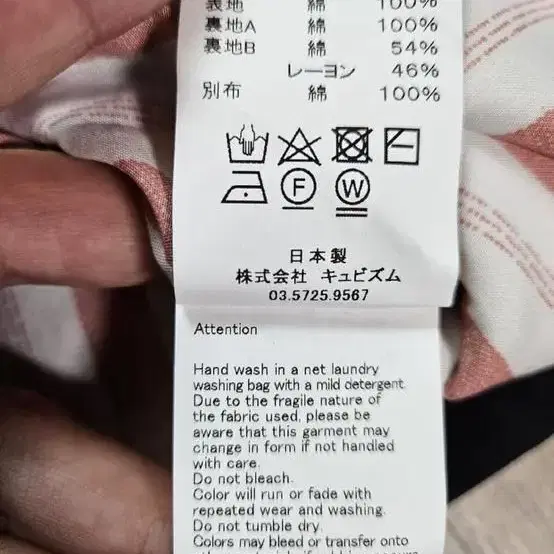 表地 綿 100%
裏地A 綿 100%
裏地B 綿 54%
レーヨン 46%
別布 綿 100%
F W
日本製
株式会社 キュビズム
03.5725.9567
Attention
Hand wash in a net laundry
washing bag with a mild detergent.
Due to the fragile nature of
the fabric used, please be
aware that this garment may
change in form if not handled
with care.
Do not bleach.
Color will run or fade with
repeated wear and washing.
Do not tumble dry.
Colors may bleed or transfer onto